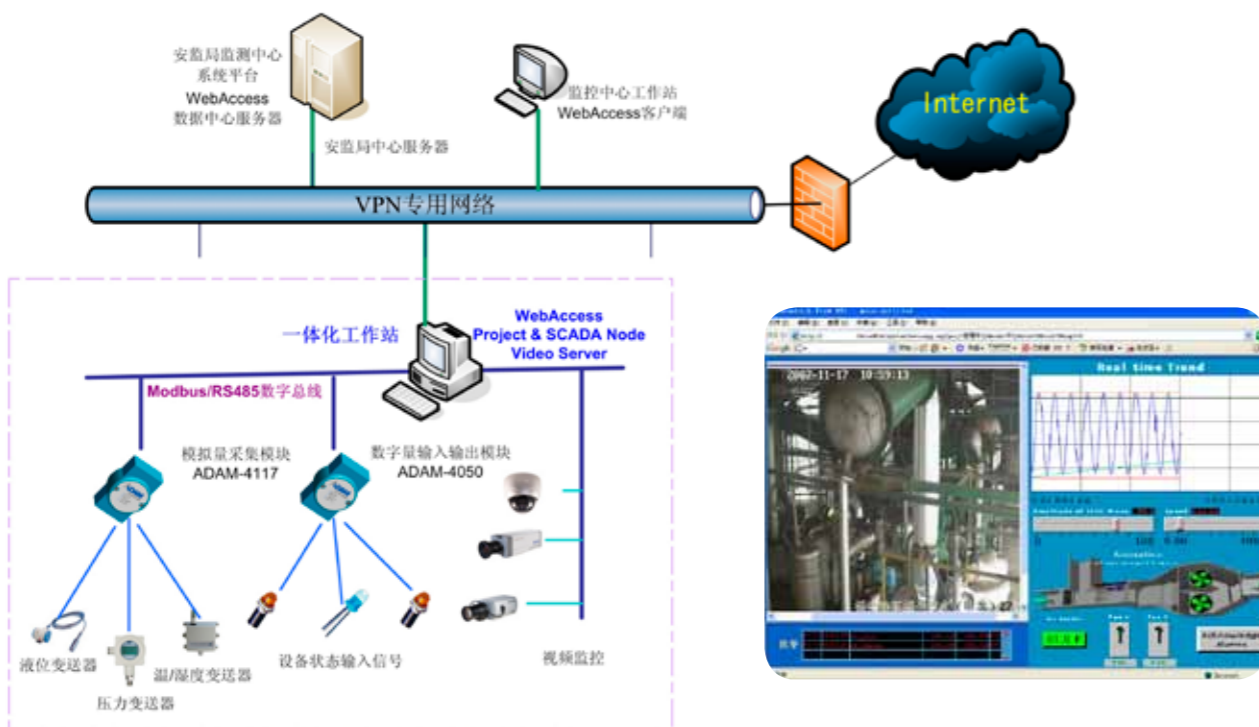 安监局监测中心
系统平台
WebAccess
数据中心服务器
安监局中心服务器
监控中心工作站
WebAccess客户端
Internet
VPN专用网络
一体化工作站
WebAccess
Project & SCADA Node
Video Server
Modbus/RS485数字总线
模拟量采集模块
ADAM-4117
数字量输入输出模块
ADAM-4050
液位变送器
压力变送器
温/湿度变送器
设备状态输入信号
视频监控
2002-11-17 10:59:13
Real time Trend